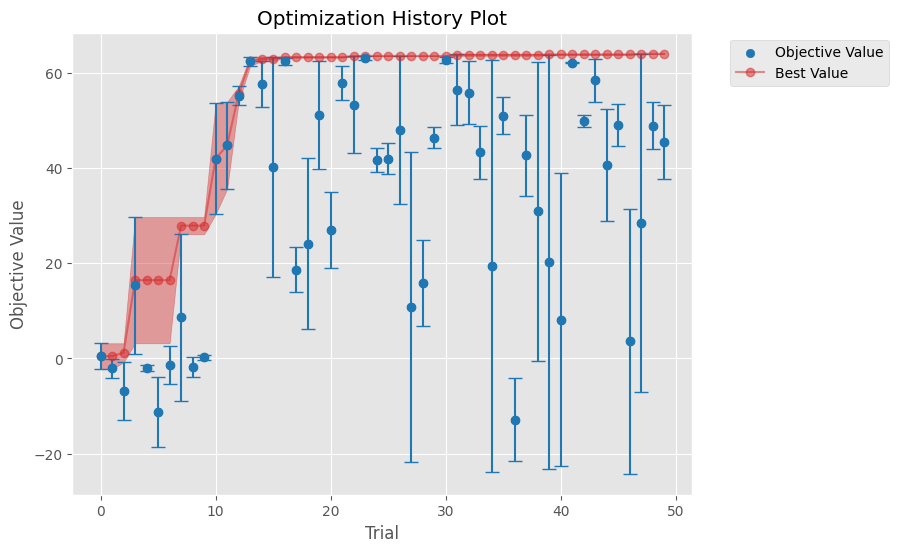 Optimization History Plot
Objective Value
Best Value
Objective Value
60
40
20
0
−20
0 10 20 30 40 50
Trial